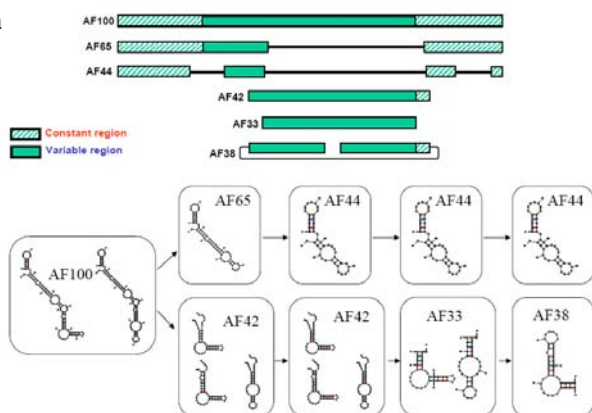 a
AF100
AF65
AF44
AF42
AF33
AF38
Constant region
Variable region
AF65
AF44
AF44
AF44
AF100
AF42
AF42
AF33
AF38